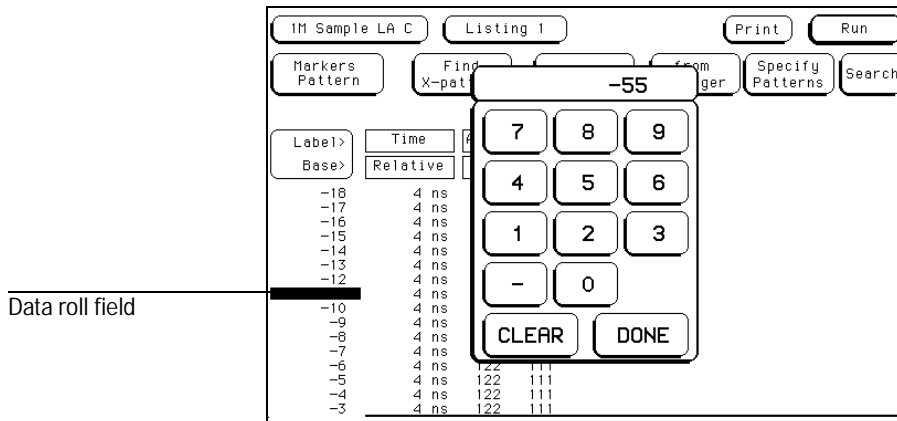 1M Sample LA C Listing 1 Print Run
Markers Pattern Find Specify Patterns Search
-55
7 8 9
4 5 6
1 2 3
- 0
CLEAR DONE
Label> Time
Base> Relative
-18 4 ns
-17 4 ns
-16 4 ns
-15 4 ns
-14 4 ns
-13 4 ns
-12 4 ns
4 ns
Data roll field
-10 4 ns
-9 4 ns
-8 4 ns
-7 4 ns
-6 4 ns 122 111
-5 4 ns 122 111
-4 4 ns 122 111
-3 4 ns 122 111